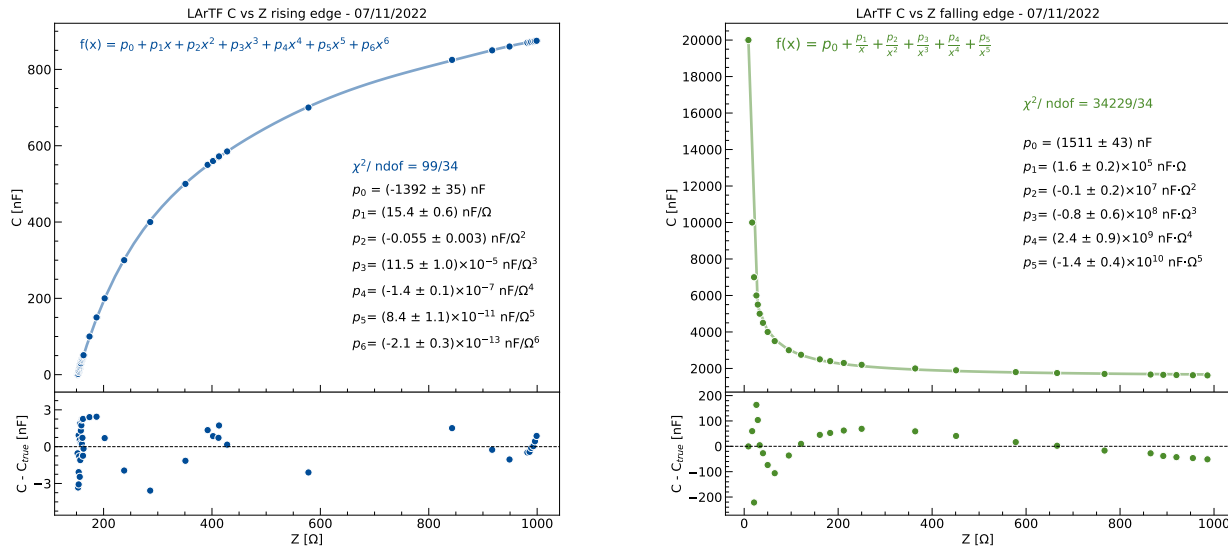 LArTF C vs Z rising edge - 07/11/2022
f(x) = p₀ + p₁x + p₂x² + p₃x³ + p₄x⁴ + p₅x⁵ + p₆x⁶
C [nF]
800
600
400
200
0
χ²/ ndof = 99/34
p₀ = (-1392 ± 35) nF
p₁= (15.4 ± 0.6) nF/Ω
p₂= (-0.055 ± 0.003) nF/Ω²
p₃= (11.5 ± 1.0)×10⁻⁵ nF/Ω³
p₄= (-1.4 ± 0.1)×10⁻⁷ nF/Ω⁴
p₅= (8.4 ± 1.1)×10⁻¹¹ nF/Ω⁵
p₆= (-2.1 ± 0.3)×10⁻¹³ nF/Ω⁶
C - C_true [nF]
3
0
−3
200 400 600 800 1000
Z [Ω]
LArTF C vs Z falling edge - 07/11/2022
f(x) = p₀ + p₁/x + p₂/x² + p₃/x³ + p₄/x⁴ + p₅/x⁵
C [nF]
20000
18000
16000
14000
12000
10000
8000
6000
4000
2000
χ²/ ndof = 34229/34
p₀ = (1511 ± 43) nF
p₁= (1.6 ± 0.2)×10⁵ nF·Ω
p₂= (-0.1 ± 0.2)×10⁷ nF·Ω²
p₃= (-0.8 ± 0.6)×10⁸ nF·Ω³
p₄= (2.4 ± 0.9)×10⁹ nF·Ω⁴
p₅= (-1.4 ± 0.4)×10¹⁰ nF·Ω⁵
C - C_true [nF]
200
100
0
−100
−200
0 200 400 600 800 1000
Z [Ω]